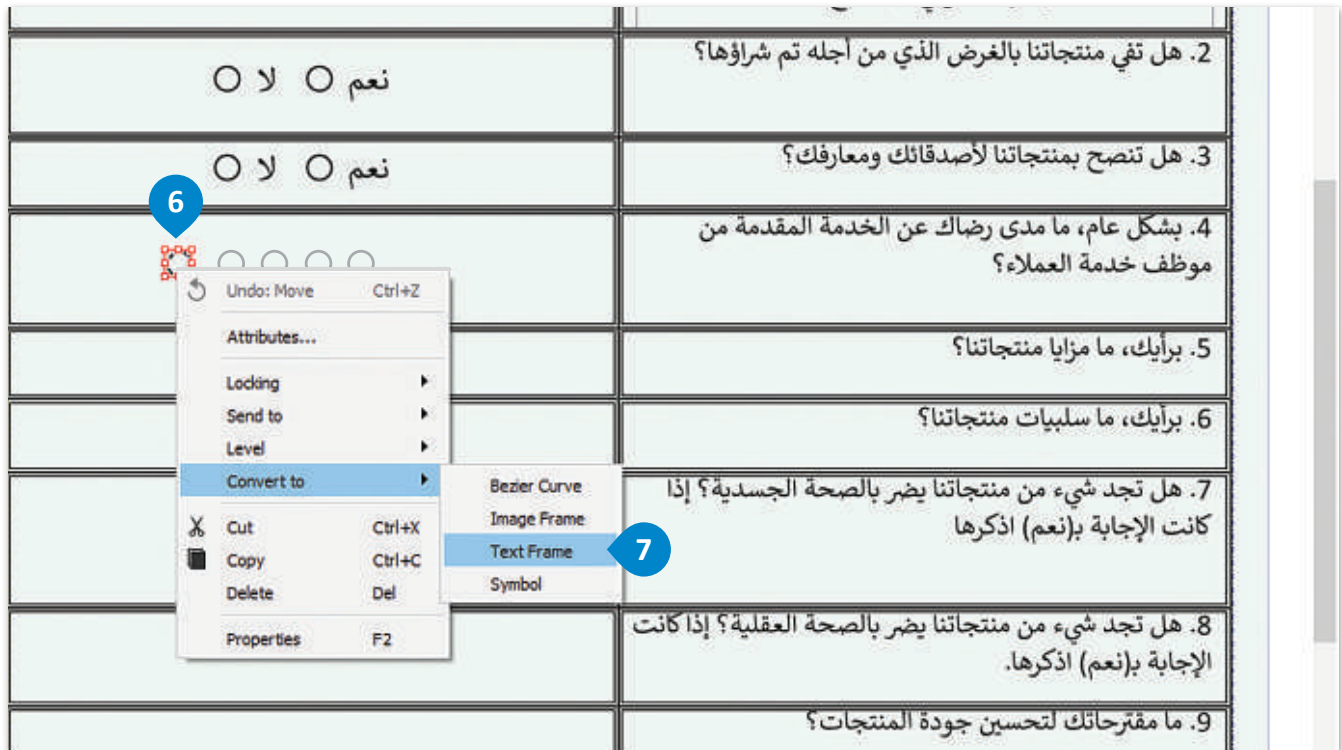 2. هل تفي منتجاتنا بالغرض الذي من أجله تم شراؤها؟
نعم لا
3. هل تنصح بمنتجاتنا لأصدقائك ومعارفك؟
نعم لا
6
4. بشكل عام، ما مدى رضاك عن الخدمة المقدمة من
موظف خدمة العملاء؟
5. برأيك، ما مزايا منتجاتنا؟
6. برأيك، ما سلبيات منتجاتنا؟
7. هل تجد شيء من منتجاتنا يضر بالصحة الجسدية؟ إذا
كانت الإجابة بـ(نعم) اذكرها
8. هل تجد شيء من منتجاتنا يضر بالصحة العقلية؟ إذا كانت
الإجابة بـ(نعم) اذكرها.
9. ما مقترحاتك لتحسين جودة المنتجات؟
Undo: Move Ctrl+Z
Attributes...
Locking
Send to
Level
Convert to
Cut Ctrl+X
Copy Ctrl+C
Delete Del
Properties F2
Bezier Curve
Image Frame
Text Frame
7
Symbol